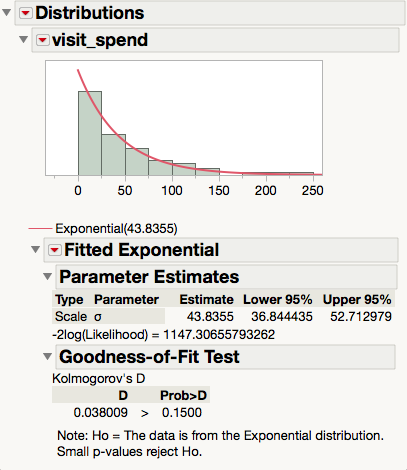 Distributions
visit_spend
0 50 100 150 200 250
Exponential(43.8355)
Fitted Exponential
Parameter Estimates
Type Parameter Estimate Lower 95% Upper 95%
Scale σ 43.8355 36.844435 52.712979
-2log(Likelihood) = 1147.30655793262
Goodness-of-Fit Test
Kolmogorov's D
D Prob>D
0.038009 > 0.1500
Note: Ho = The data is from the Exponential distribution.
Small p-values reject Ho.